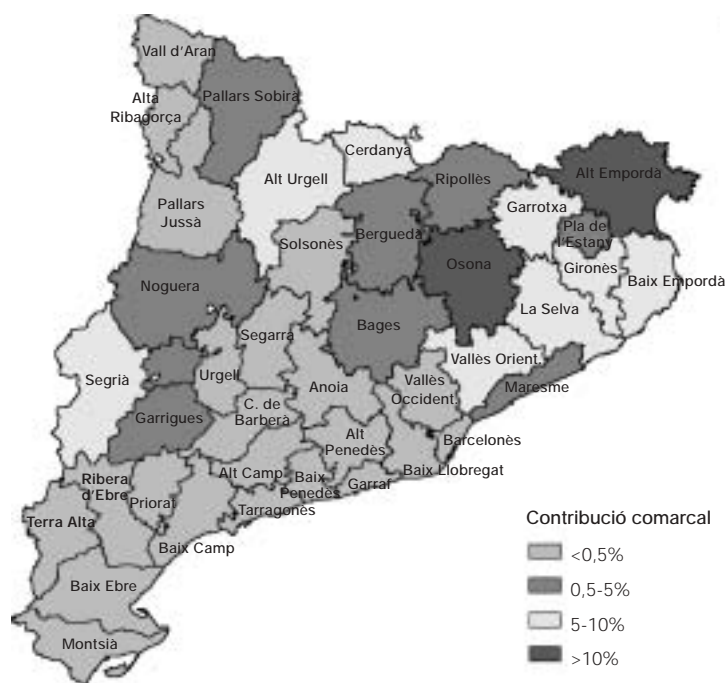 Vall d'Aran
Pallars Sobirà
Alta
Ribagorça
Cerdanya
Alt Urgell
Ripollès
Alt Empordà
Garrotxa
Pallars
Jussà
Pla de
l'Estany
Berguedà
Solsonès
Osona
Gironès
Baix Empordà
Noguera
La Selva
Bages
Segarra
Vallès Orient.
Segrià
Urgell
Anoia
Vallès
Occident.
Maresme
C. de
Barberà
Garrigues
Alt
Penedès
Barcelonès
Baix Llobregat
Alt Camp
Baix
Penedès
Garraf
Ribera
d'Ebre
Priorat
Tarragonès
Terra Alta
Baix Camp
Baix Ebre
Montsià
Contribució comarcal
<0,5%
0,5-5%
5-10%
>10%